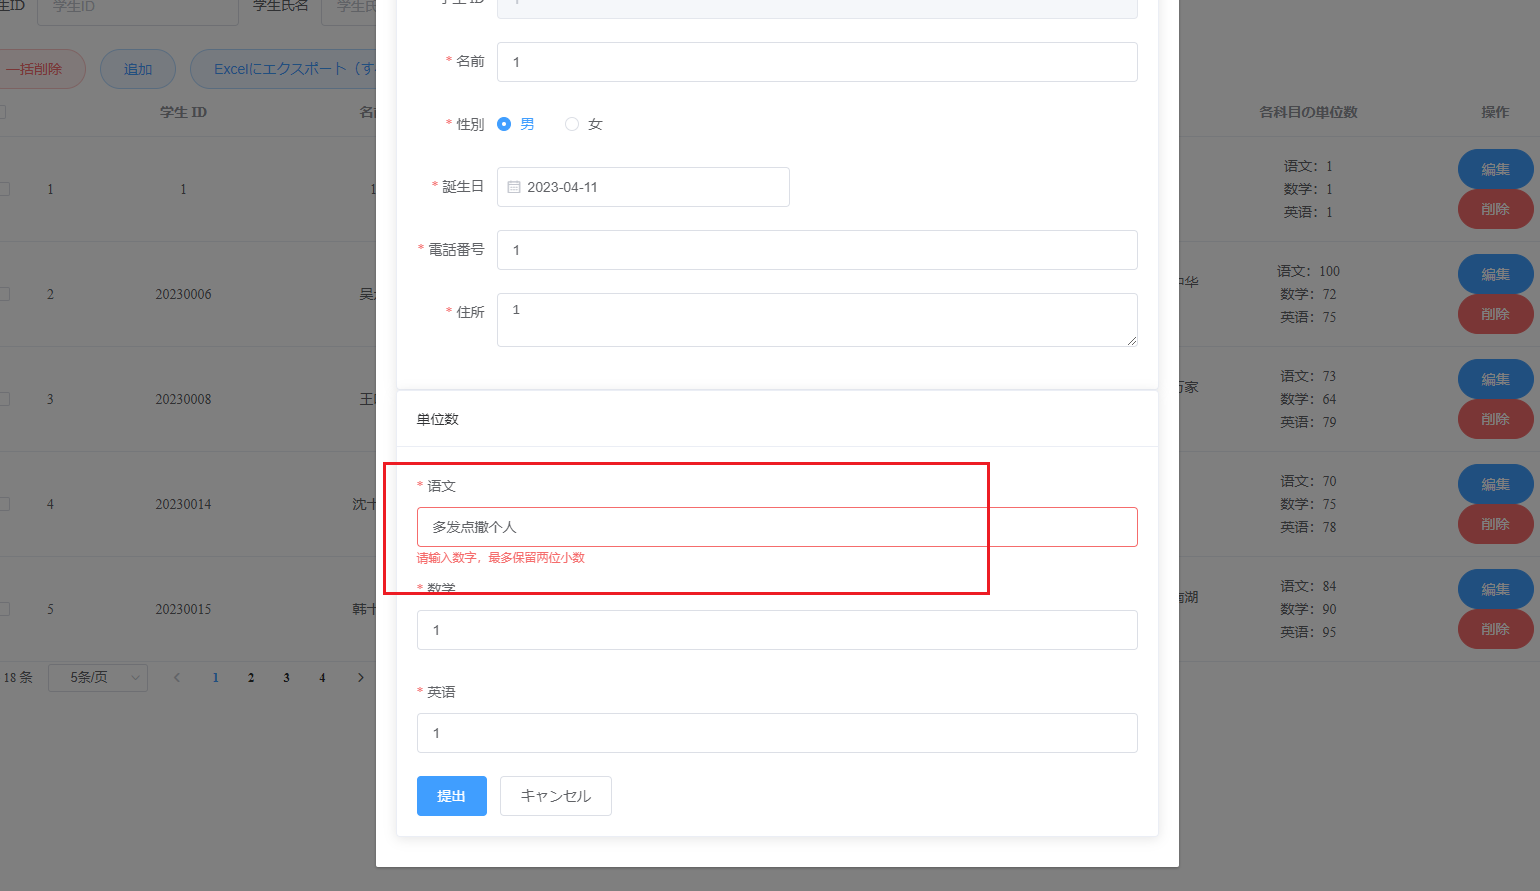 学生ID
学生氏名
一括削除
追加
Excelにエクスポート（す
学生 ID
各科目の単位数
操作
1
1
语文：1
数学：1
英语：1
編集
削除
2
20230006
语文：100
数学：72
英语：75
編集
削除
3
20230008
语文：73
数学：64
英语：79
編集
削除
4
20230014
语文：70
数学：75
英语：78
編集
削除
5
20230015
语文：84
数学：90
英语：95
編集
削除
18 条
5条/页
1
2
3
4
* 名前
1
* 性別
男
女
* 誕生日
2023-04-11
* 電話番号
1
* 住所
1
単位数
* 语文
多发点撒个人
请输入数字，最多保留两位小数
* 数学
1
* 英语
1
提出
キャンセル